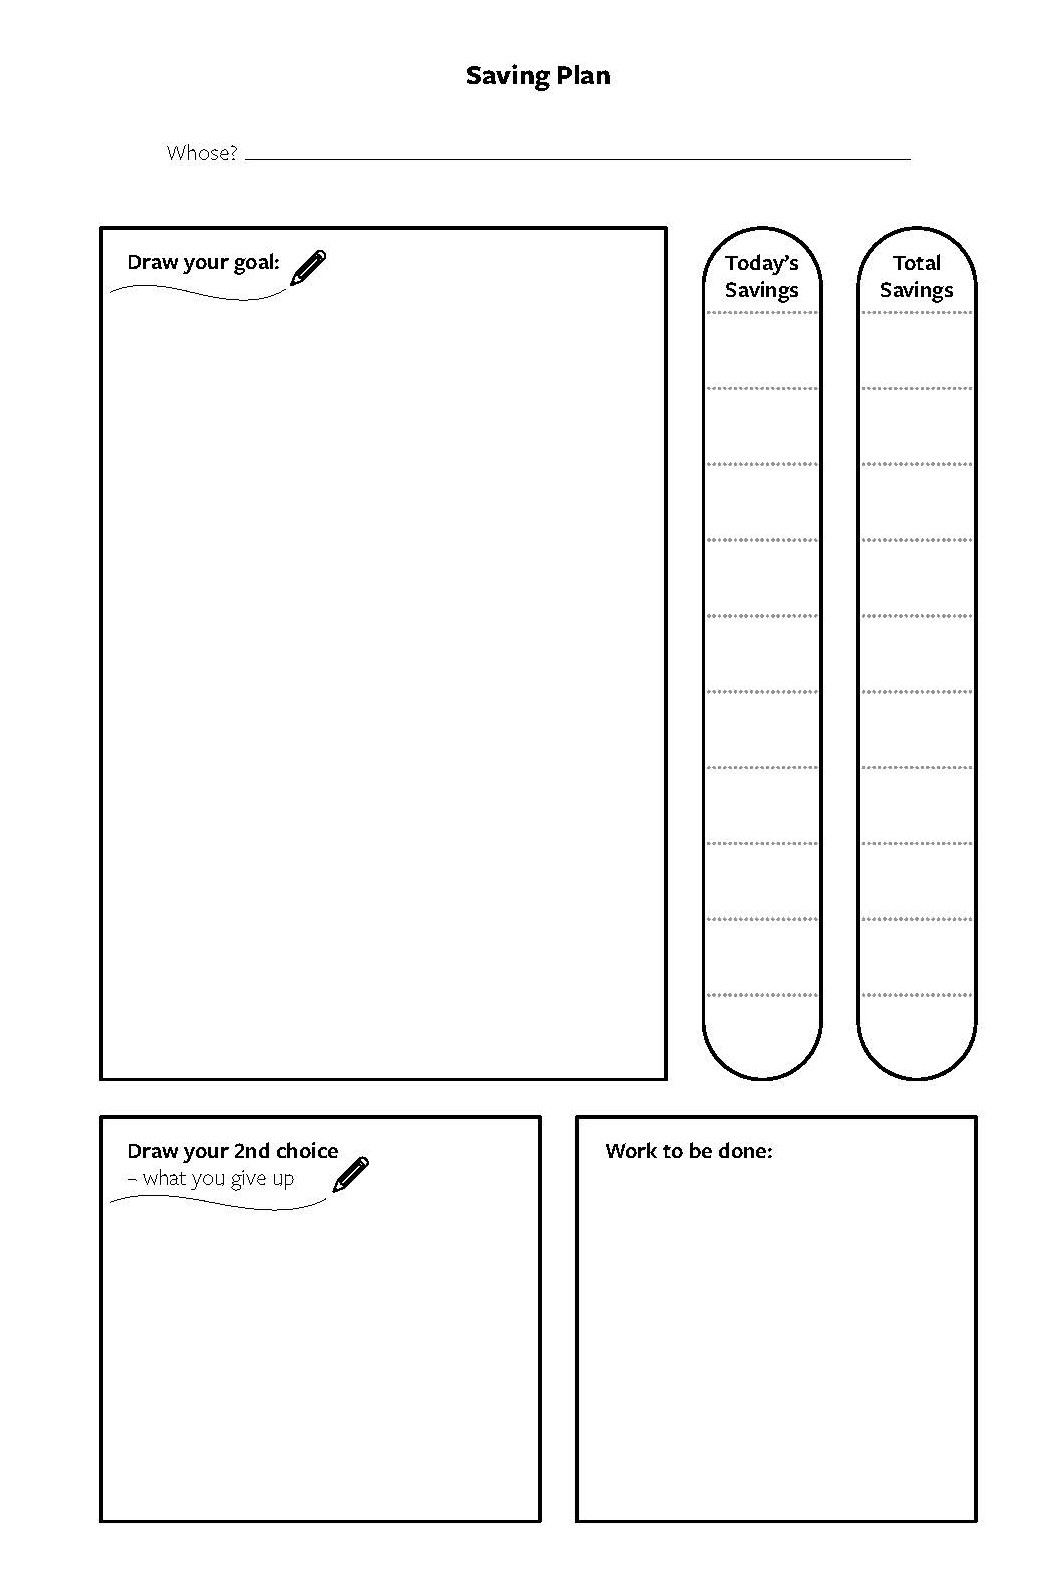 Saving Plan
Whose?
Draw your goal:
Today’s
Savings
Total
Savings
Draw your 2nd choice
– what you give up
Work to be done: